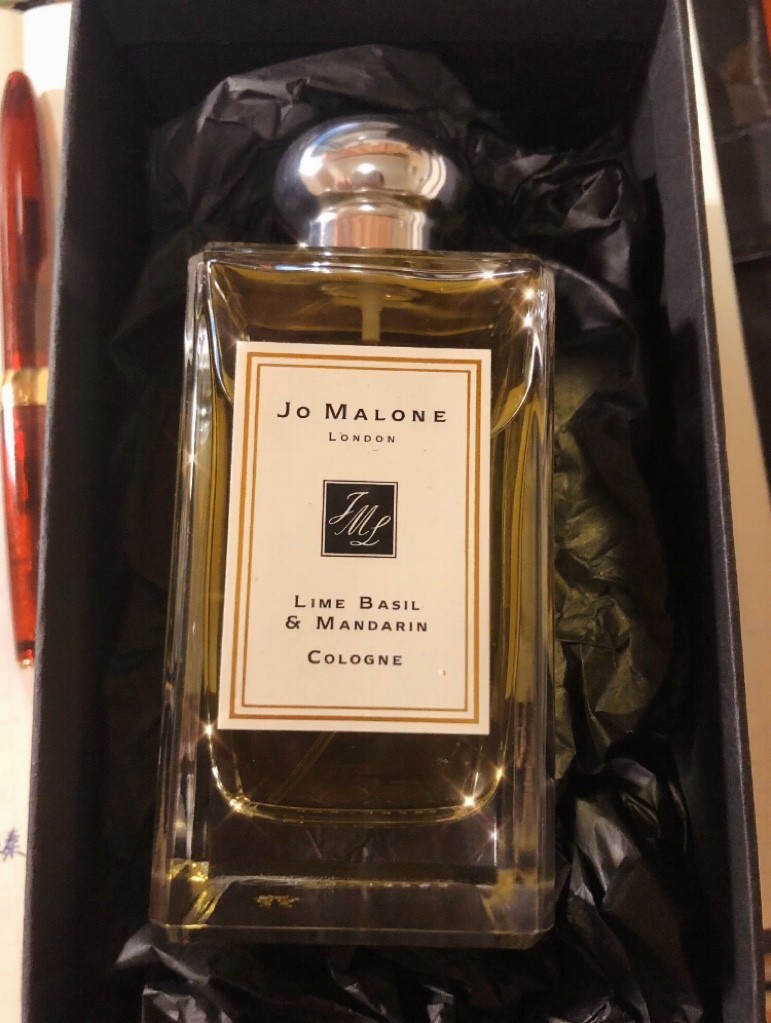 Jo Malone
London
JML
Lime Basil
& Mandarin
Cologne